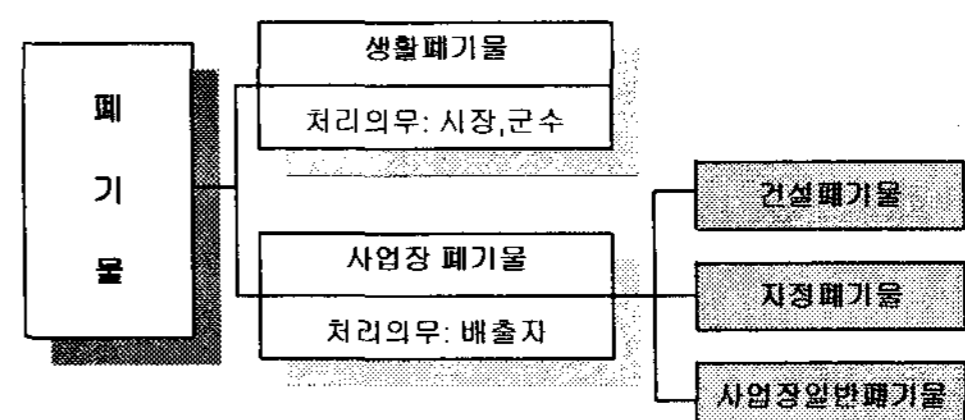 폐
기
물
생활폐기물
처리의무: 시장,군수
사업장 폐기물
처리의무: 배출자
건설폐기물
지정폐기물
사업장일반폐기물